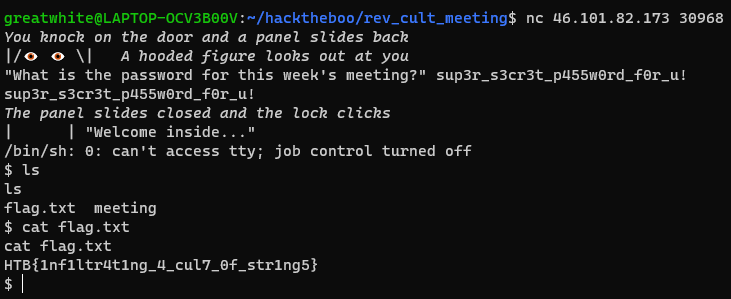 greatwhite@LAPTOP-OCV3B00V:~/hacktheboo/rev_cult_meeting$ nc 46.101.82.173 30968
You knock on the door and a panel slides back
|/👁 👁 \|   A hooded figure looks out at you
"What is the password for this week's meeting?" sup3r_s3cr3t_p455w0rd_f0r_u!
sup3r_s3cr3t_p455w0rd_f0r_u!
The panel slides closed and the lock clicks
|      | "Welcome inside..."
/bin/sh: 0: can't access tty; job control turned off
$ ls
ls
flag.txt  meeting
$ cat flag.txt
cat flag.txt
HTB{1nf1ltr4t1ng_4_cul7_0f_str1ng5}
$